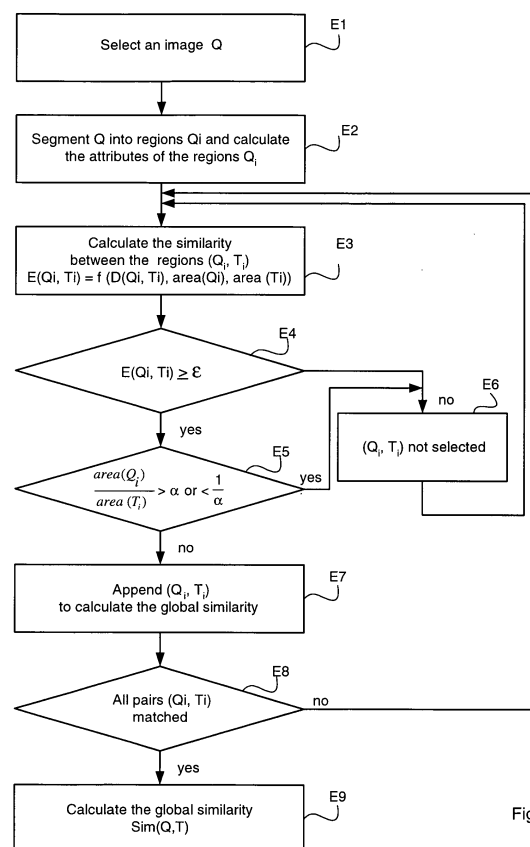 E1
Select an image Q
E2
Segment Q into regions Qi and calculate
the attributes of the regions Qi
E3
Calculate the similarity
between the regions (Qi, Ti)
E(Qi, Ti) = f (D(Qi, Ti), area(Qi), area (Ti))
E4
E(Qi, Ti) ≥ ε
E6
no
(Qi, Ti) not selected
yes
E5
yes
area(Qi)
area (Ti)
> α or <
1
α
no
E7
Append (Qi, Ti)
to calculate the global similarity
E8
All pairs (Qi, Ti)
matched
no
yes
E9
Calculate the global similarity
Sim(Q,T)
Fig